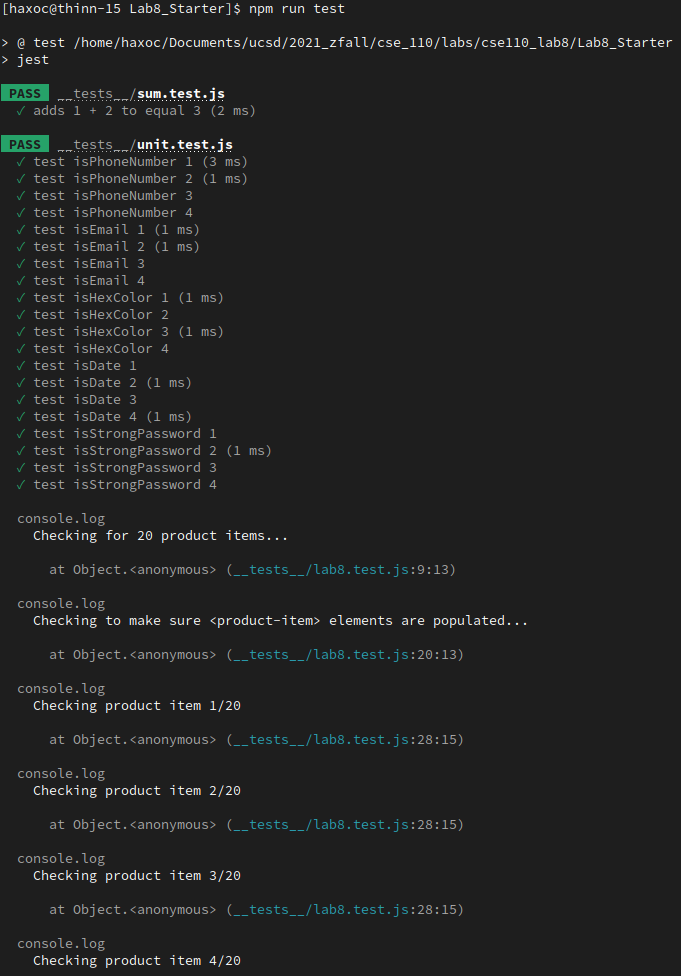 [haxoc@thinn-15 Lab8_Starter]$ npm run test
> @ test /home/haxoc/Documents/ucsd/2021_zfall/cse_110/labs/cse110_lab8/Lab8_Starter
> jest
PASS __tests__/sum.test.js
✓ adds 1 + 2 to equal 3 (2 ms)
PASS __tests__/unit.test.js
✓ test isPhoneNumber 1 (3 ms)
✓ test isPhoneNumber 2 (1 ms)
✓ test isPhoneNumber 3
✓ test isPhoneNumber 4
✓ test isEmail 1 (1 ms)
✓ test isEmail 2 (1 ms)
✓ test isEmail 3
✓ test isEmail 4
✓ test isHexColor 1 (1 ms)
✓ test isHexColor 2
✓ test isHexColor 3 (1 ms)
✓ test isHexColor 4
✓ test isDate 1
✓ test isDate 2 (1 ms)
✓ test isDate 3
✓ test isDate 4 (1 ms)
✓ test isStrongPassword 1
✓ test isStrongPassword 2 (1 ms)
✓ test isStrongPassword 3
✓ test isStrongPassword 4
console.log
Checking for 20 product items...
at Object.<anonymous> (__tests__/lab8.test.js:9:13)
console.log
Checking to make sure <product-item> elements are populated...
at Object.<anonymous> (__tests__/lab8.test.js:20:13)
console.log
Checking product item 1/20
at Object.<anonymous> (__tests__/lab8.test.js:28:15)
console.log
Checking product item 2/20
at Object.<anonymous> (__tests__/lab8.test.js:28:15)
console.log
Checking product item 3/20
at Object.<anonymous> (__tests__/lab8.test.js:28:15)
console.log
Checking product item 4/20